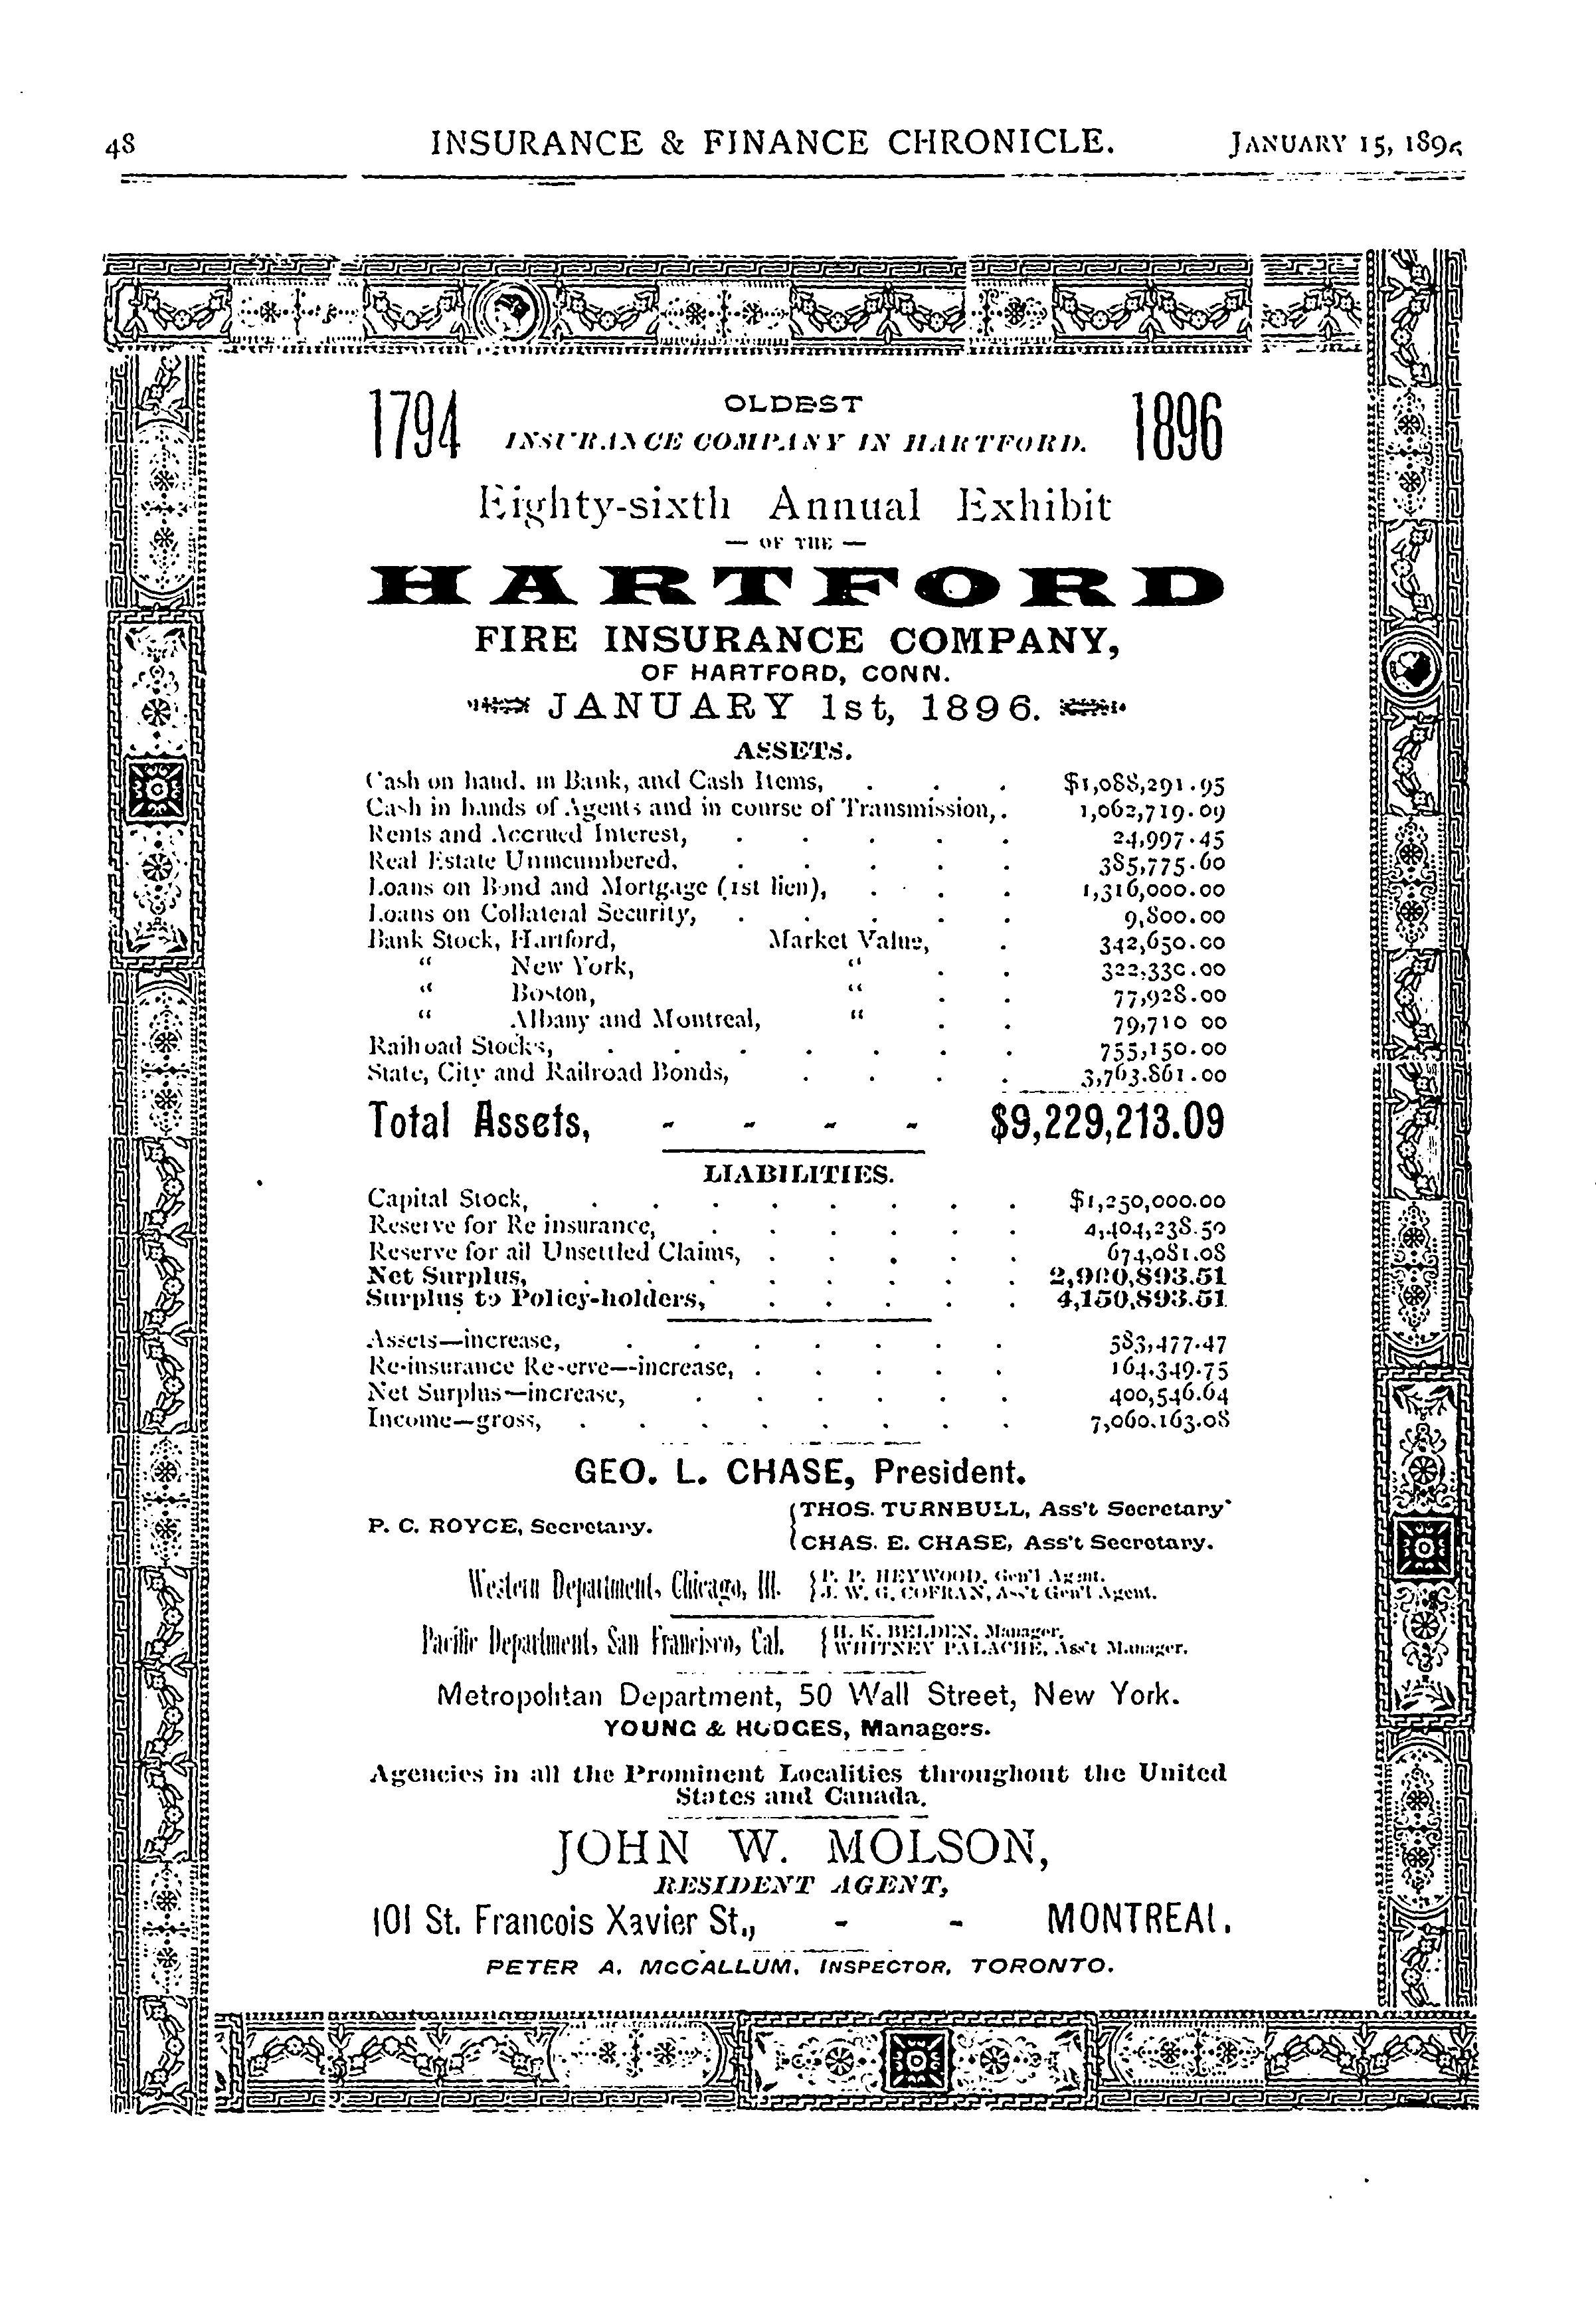 48 INSURANCE & FINANCE CHRONICLE. JANUARY 15, 1896
1794 OLDEST 1896
INSURANCE COMPANY IN HARTFORD.
Eighty-sixth Annual Exhibit
— OF THE —
HARTFORD
FIRE INSURANCE COMPANY,
OF HARTFORD, CONN.
JANUARY 1st, 1896.
ASSETS.
Cash on hand, in Bank, and Cash Items, . . . $1,088,291.95
Cash in hands of Agents and in course of Transmission, . 1,062,719.09
Rents and Accrued Interest, . . . . . 24,997.45
Real Estate Unincumbered, . . . . . 385,775.60
Loans on Bond and Mortgage (1st lien), . . . 1,316,000.00
Loans on Collateral Security, . . . . . 9,800.00
Bank Stock, Hartford, Market Value, . 342,650.00
“ New York, “ . . 322,330.00
“ Boston, “ . . 77,928.00
“ Albany and Montreal, “ . . 79,710 00
Railroad Stocks, . . . . . . . 755,150.00
State, City and Railroad Bonds, . . . . 3,763,861.00
Total Assets, - - - - $9,229,213.09
LIABILITIES.
Capital Stock, . . . . . . . . $1,250,000.00
Reserve for Re insurance, . . . . . . 4,404,238.50
Reserve for all Unsettled Claims, . . . . . 674,081.08
Net Surplus, . . . . . . . . 2,900,893.51
Surplus to Policy-holders, . . . . . 4,150,893.51
Assets—increase, . . . . . . . 583,477.47
Re-insurance Reserve—increase, . . . . . 164,349.75
Net Surplus—increase, . . . . . . 400,546.64
Income—gross, . . . . . . . . 7,060,163.08
GEO. L. CHASE, President.
P. C. ROYCE, Secretary. THOS. TURNBULL, Ass't Secretary
CHAS. E. CHASE, Ass't Secretary.
Western Department, Chicago, Ill. P. P. HEYWOOD, Gen'l Agent.
J. W. G. COFRAN, Ass't Gen'l Agent.
Pacific Department, San Francisco, Cal. H. K. BELDEN, Manager.
WHITNEY PALACHE, Ass't Manager.
Metropolitan Department, 50 Wall Street, New York.
YOUNG & HODGES, Managers.
Agencies in all the Prominent Localities throughout the United
States and Canada.
JOHN W. MOLSON,
RESIDENT AGENT,
101 St. Francois Xavier St., - - MONTREAL.
PETER A. MCCALLUM, INSPECTOR, TORONTO.